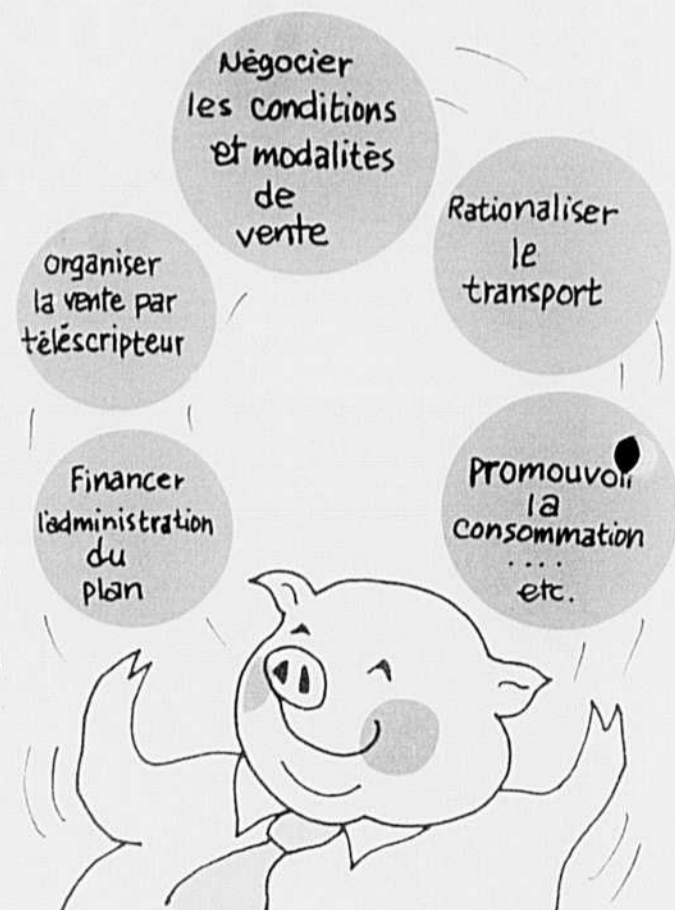 Négocier
les conditions
et modalités
de
vente
Rationaliser
le
transport
organiser
la vente par
téléscripteur
Financer
l'administration
du
plan
Promouvoir
la
consommation
....
etc.